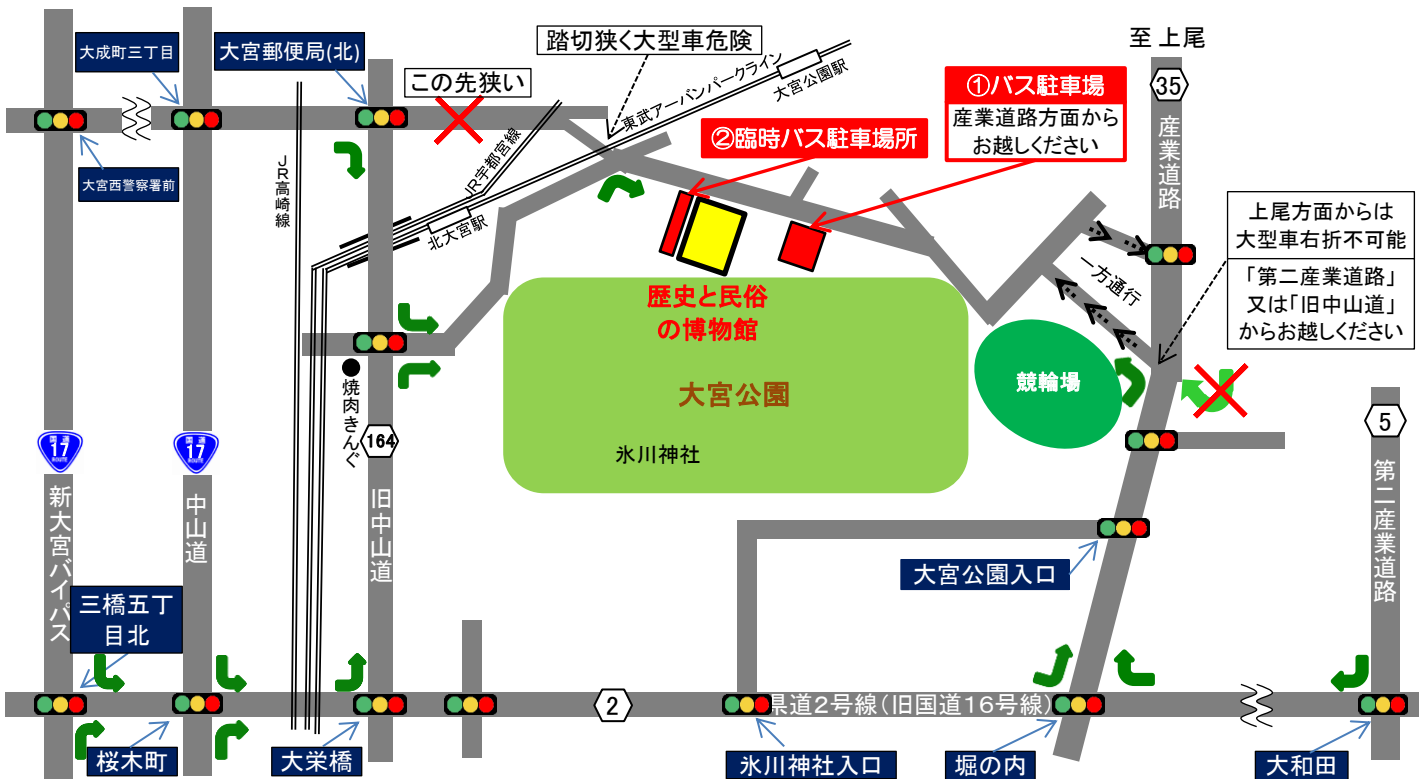 大成町三丁目
大宮郵便局(北)
踏切狭く大型車危険
この先狭い
大宮西警察署前
JR高崎線
JR宇都宮線
東武アーバンパークライン
大宮公園駅
北大宮駅
至 上尾
35
産業道路
①バス駐車場
産業道路方面から
お越しください
②臨時バス駐車場所
上尾方面からは
大型車右折不可能
「第二産業道路」
又は「旧中山道」
からお越しください
一方通行
歴史と民俗
の博物館
大宮公園
氷川神社
競輪場
焼肉きんぐ
国道
17
ROUTE
新大宮バイパス
国道
17
ROUTE
中山道
164
旧中山道
5
第二産業道路
大宮公園入口
三橋五丁
目北
2
県道2号線(旧国道16号線)
桜木町
大栄橋
氷川神社入口
堀の内
大和田